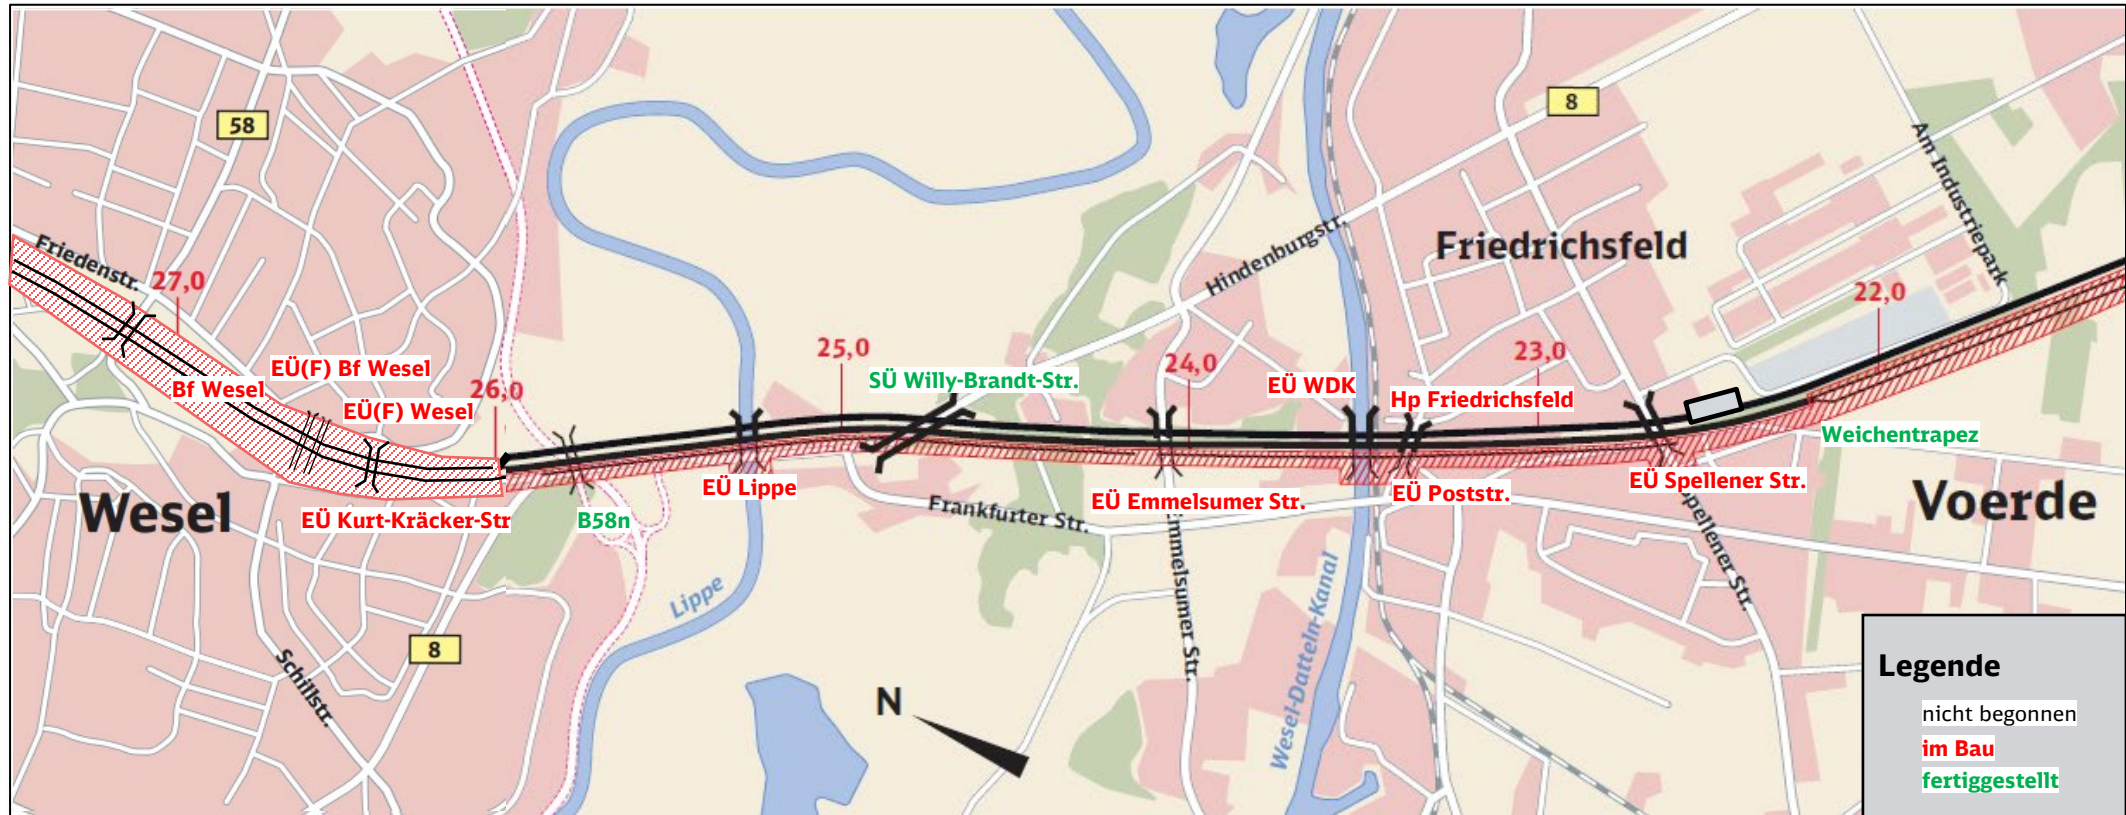 58
8
Am Industriepark
Friedrichsfeld
Hindenburgstr.
Friedenstr.
27,0
22,0
25,0
23,0
24,0
EÜ(F) Bf Wesel
SÜ Willy-Brandt-Str.
EÜ WDK
Bf Wesel
26,0
Hp Friedrichsfeld
EÜ(F) Wesel
Weichentrapez
EÜ Lippe
EÜ Spellener Str.
EÜ Emmelsumer Str.
EÜ Poststr.
Wesel
EÜ Kurt-Kräcker-Str
B58n
Frankfurter Str.
Voerde
Spellener Str.
Emmelsumer Str.
Lippe
Wesel-Datteln-Kanal
8
Schillstr.
N
Legende
nicht begonnen
im Bau
fertiggestellt